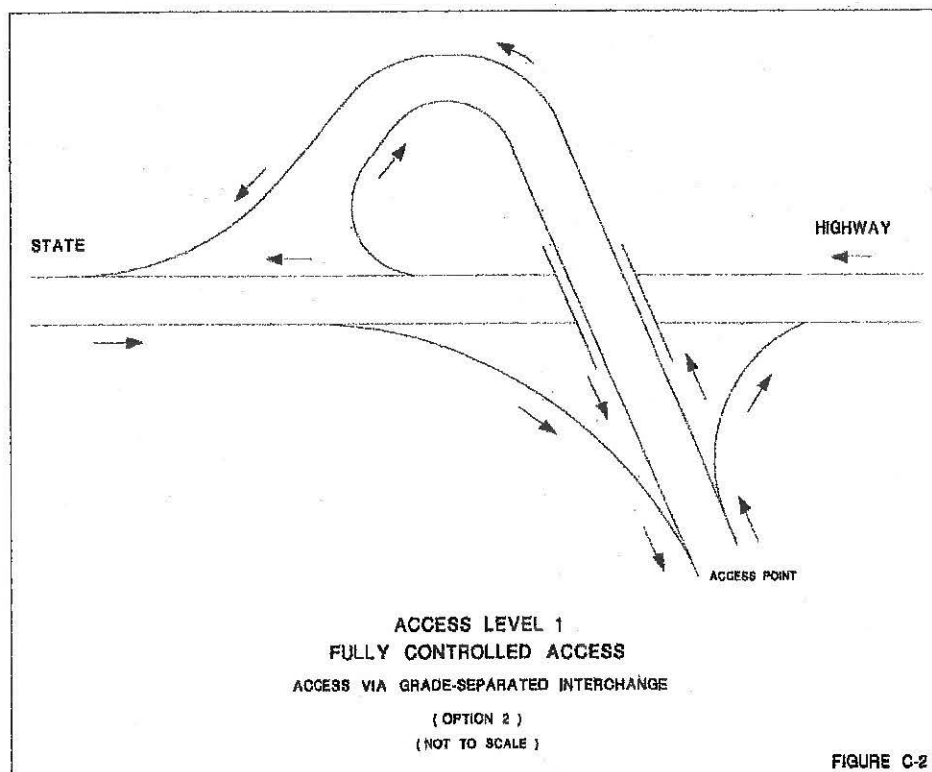 STATE
HIGHWAY
ACCESS POINT
ACCESS LEVEL 1
FULLY CONTROLLED ACCESS
ACCESS VIA GRADE-SEPARATED INTERCHANGE
( OPTION 2 )
( NOT TO SCALE )
FIGURE C-2